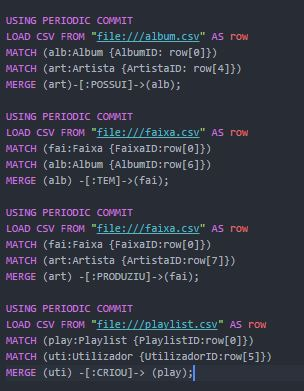 USING PERIODIC COMMIT
LOAD CSV FROM "file:///album.csv" AS row
MATCH (alb:Album {AlbumID: row[0]})
MATCH (art:Artista {ArtistaID: row[4]})
MERGE (art)-[:POSSUI]->(alb);
USING PERIODIC COMMIT
LOAD CSV FROM "file:///faixa.csv" AS row
MATCH (fai:Faixa {FaixaID:row[0]})
MATCH (alb:Album {AlbumID:row[6]})
MERGE (alb) -[:TEM]->(fai);
USING PERIODIC COMMIT
LOAD CSV FROM "file:///faixa.csv" AS row
MATCH (fai:Faixa {FaixaID:row[0]})
MATCH (art:Artista {ArtistaID:row[7]})
MERGE (art) -[:PRODUZIU]->(fai);
USING PERIODIC COMMIT
LOAD CSV FROM "file:///playlist.csv" AS row
MATCH (play:Playlist {PlaylistID:row[0]})
MATCH (uti:Utilizador {UtilizadorID:row[5]})
MERGE (uti) -[:CRIOU]-> (play);